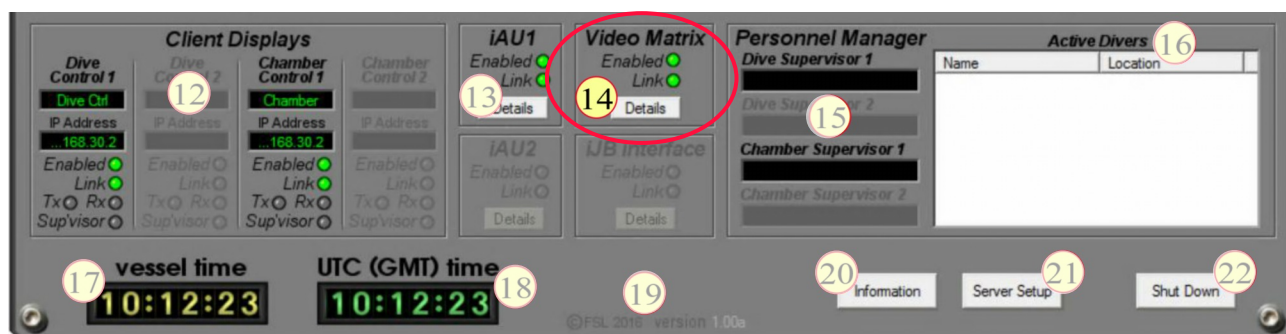 Client Displays
Dive Control 1
Dive Control 2
Chamber Control 1
Chamber Control 2
Dive Ctrl
Chamber
IP Address
IP Address
IP Address
IP Address
...168.30.2
...168.30.2
Enabled
Enabled
Enabled
Enabled
Link
Link
Link
Link
Tx Rx
Tx Rx
Tx Rx
Tx Rx
Sup'visor
Sup'visor
Sup'visor
Sup'visor
12
iAU1
Enabled
Link
13
Details
Video Matrix
Enabled
Link
14
Details
iAU2
Enabled
Link
Details
iJB Interface
Enabled
Link
Details
Personnel Manager
Dive Supervisor 1
Dive Supervisor 2
15
Chamber Supervisor 1
Chamber Supervisor 2
Active Divers
16
Name Location
17
vessel time
10:12:23
UTC (GMT) time
10:12:23
18
19
©FSL 2016 version 1.00a
20
Information
21
Server Setup
22
Shut Down